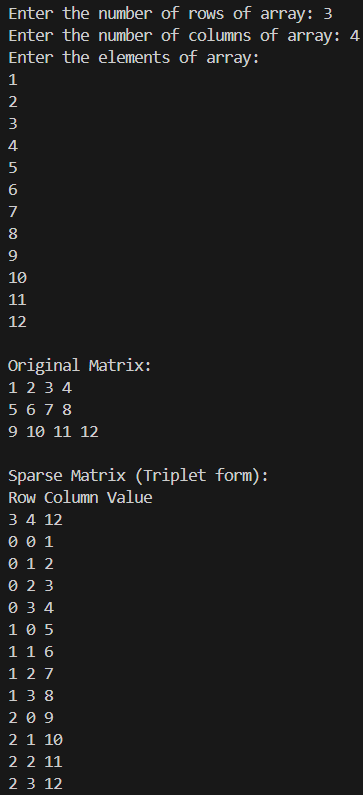 Enter the number of rows of array: 3
Enter the number of columns of array: 4
Enter the elements of array:
1
2
3
4
5
6
7
8
9
10
11
12
Original Matrix:
1 2 3 4
5 6 7 8
9 10 11 12
Sparse Matrix (Triplet form):
Row Column Value
3 4 12
0 0 1
0 1 2
0 2 3
0 3 4
1 0 5
1 1 6
1 2 7
1 3 8
2 0 9
2 1 10
2 2 11
2 3 12